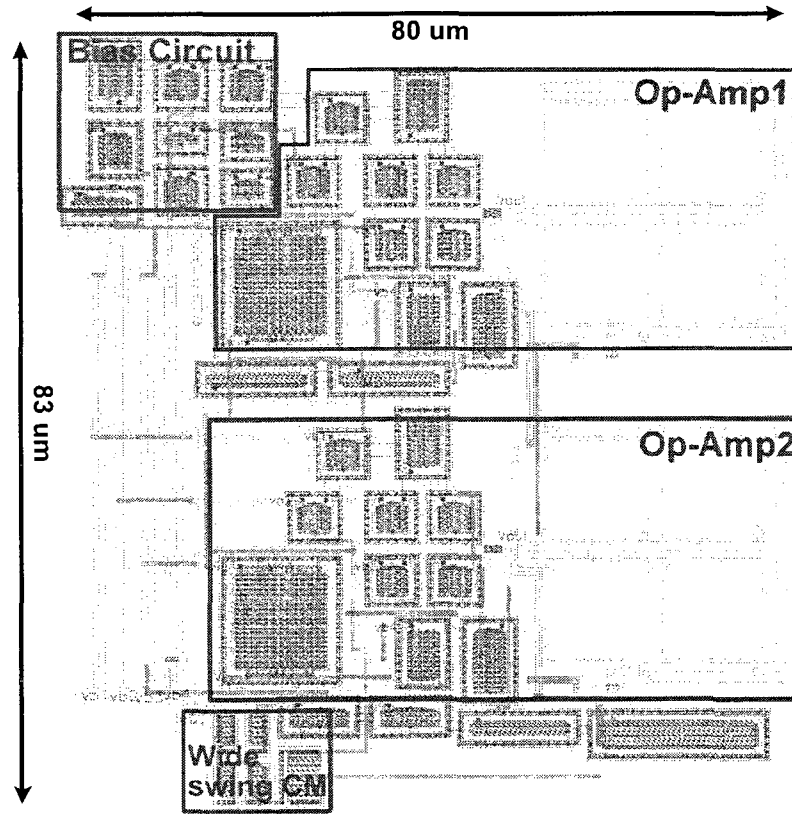 80 um
Bias Circuit
Op-Amp1
83 um
Op-Amp2
Wide
swing CM